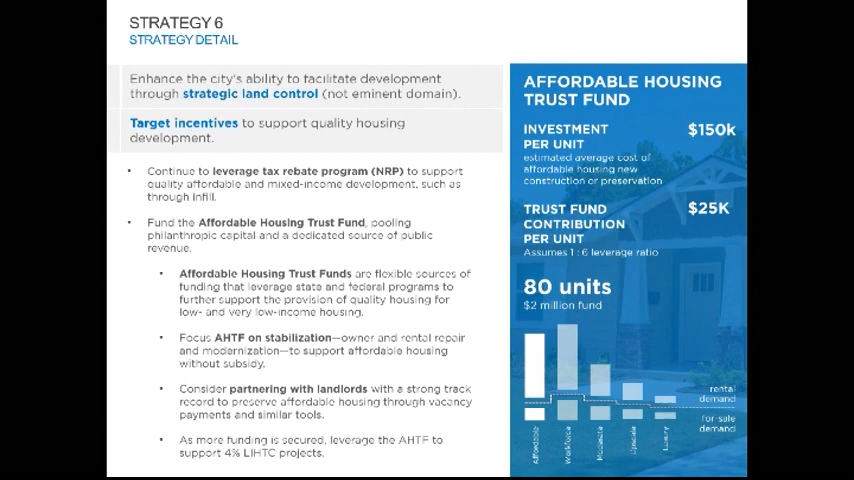 STRATEGY 6
STRATEGY DETAIL
Enhance the city's ability to facilitate development
through strategic land control (not eminent domain).
Target incentives to support quality housing
development.
• Continue to leverage tax rebate program (NRP) to support
quality affordable and mixed-income development, such as
through infill.
• Fund the Affordable Housing Trust Fund, pooling
philanthropic capital and a dedicated source of public
revenue.
• Affordable Housing Trust Funds are flexible sources of
funding that leverage state and federal programs to
further support the provision of quality housing for
low- and very low-income housing.
• Focus AHTF on stabilization—owner and rental repair
and modernization—to support affordable housing
without subsidy.
• Consider partnering with landlords with a strong track
record to preserve affordable housing through vacancy
payments and similar tools.
• As more funding is secured, leverage the AHTF to
support 4% LIHTC projects.
AFFORDABLE HOUSING
TRUST FUND
INVESTMENT
PER UNIT
$150k
estimated average cost of
affordable housing new
construction or preservation
TRUST FUND
CONTRIBUTION
PER UNIT
$25K
Assumes 1 : 6 leverage ratio
80 units
$2 million fund
rental
demand
for-sale
demand
Affordable
Workforce
Moderate
Upscale
Luxury